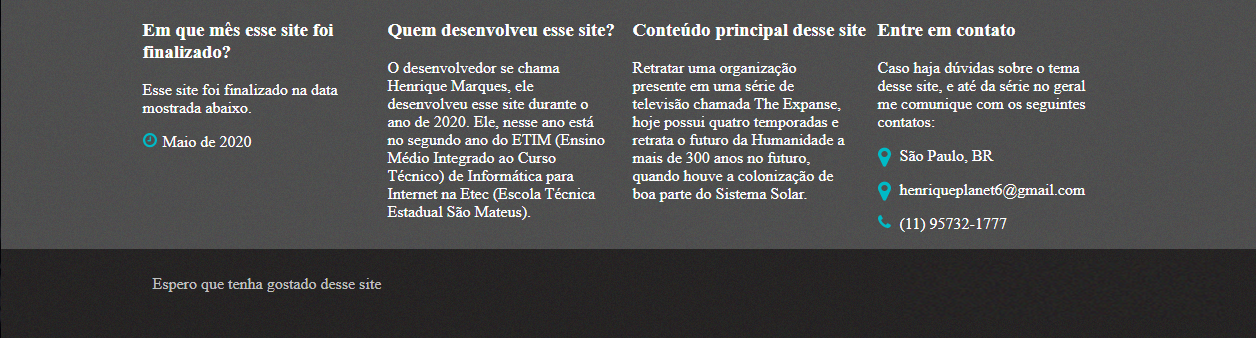 Em que mês esse site foi
finalizado?
Esse site foi finalizado na data
mostrada abaixo.
Maio de 2020
Quem desenvolveu esse site?
O desenvolvedor se chama
Henrique Marques, ele
desenvolveu esse site durante o
ano de 2020. Ele, nesse ano está
no segundo ano do ETIM (Ensino
Médio Integrado ao Curso
Técnico) de Informática para
Internet na Etec (Escola Técnica
Estadual São Mateus).
Conteúdo principal desse site
Retratar uma organização
presente em uma série de
televisão chamada The Expanse,
hoje possui quatro temporadas e
retrata o futuro da Humanidade a
mais de 300 anos no futuro,
quando houve a colonização de
boa parte do Sistema Solar.
Entre em contato
Caso haja dúvidas sobre o tema
desse site, e até da série no geral
me comunique com os seguintes
contatos:
São Paulo, BR
henriqueplanet6@gmail.com
(11) 95732-1777
Espero que tenha gostado desse site